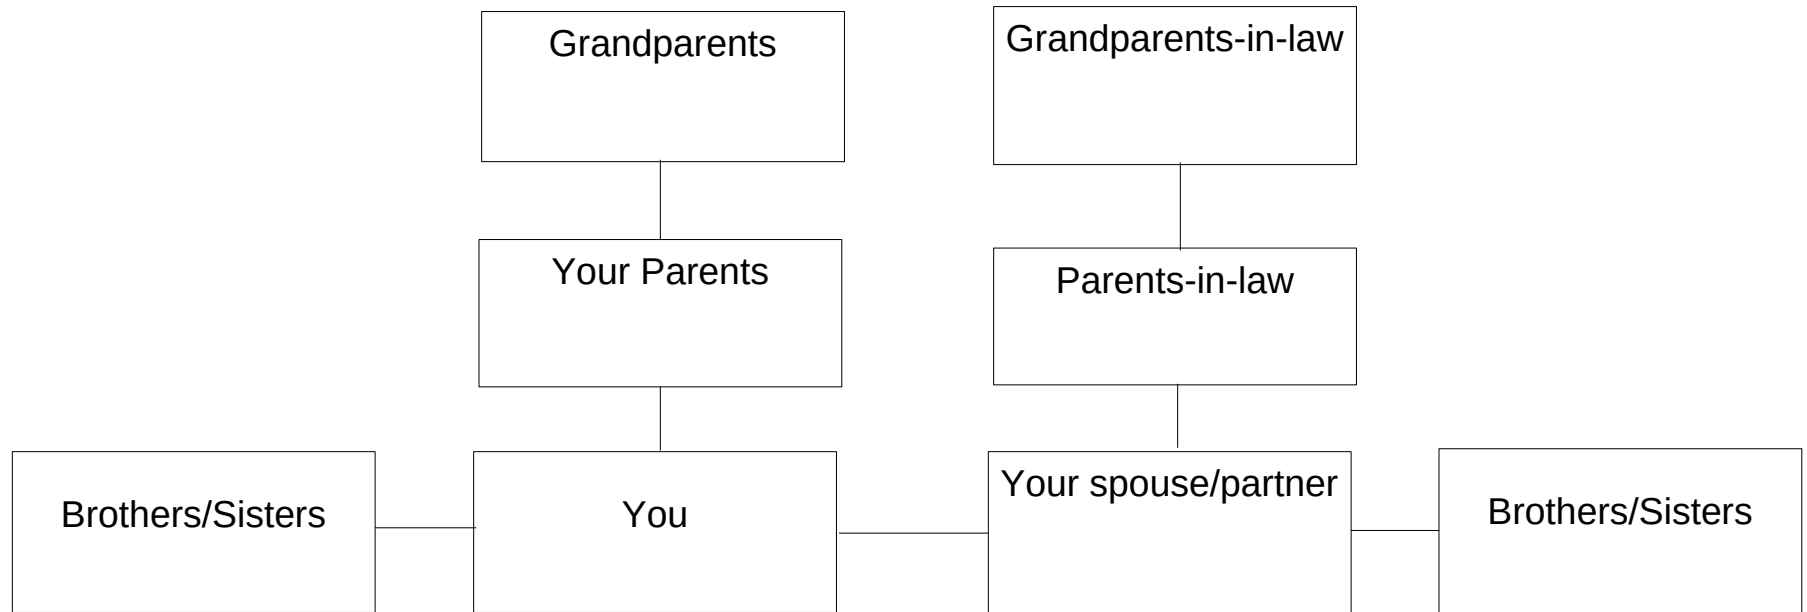 Grandparents
Grandparents-in-law
Your Parents
Parents-in-law
Brothers/Sisters
You
Your spouse/partner
Brothers/Sisters